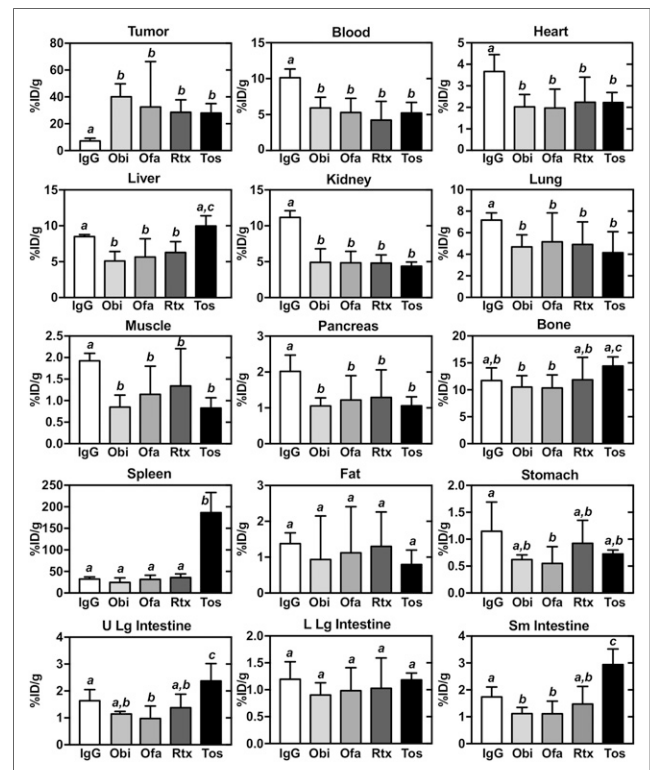 Tumor Blood Heart
a b b b b
a b b b b
a b b b b
%ID/g 80 60 40 20 0
%ID/g 15 10 5 0
%ID/g 4 3 2 1 0
IgG Obi Ofa Rtx Tos
IgG Obi Ofa Rtx Tos
IgG Obi Ofa Rtx Tos
Liver Kidney Lung
a b b b a,c
a b b b b
a b b b b
%ID/g 15 10 5 0
%ID/g 15 10 5 0
%ID/g 10 8 6 4 2 0
IgG Obi Ofa Rtx Tos
IgG Obi Ofa Rtx Tos
IgG Obi Ofa Rtx Tos
Muscle Pancreas Bone
a b b b b
a b b b b
a,b b b a,b a,c
%ID/g 2.5 2.0 1.5 1.0 0.5 0.0
%ID/g 3 2 1 0
%ID/g 20 15 10 5 0
IgG Obi Ofa Rtx Tos
IgG Obi Ofa Rtx Tos
IgG Obi Ofa Rtx Tos
Spleen Fat Stomach
a a a a b
a a a a a
a a,b b a,b a,b
%ID/g 250 200 150 100 50 0
%ID/g 3 2 1 0
%ID/g 2.0 1.5 1.0 0.5 0.0
IgG Obi Ofa Rtx Tos
IgG Obi Ofa Rtx Tos
IgG Obi Ofa Rtx Tos
U Lg Intestine L Lg Intestine Sm Intestine
a a,b b a,b c
a a a a a
a b b a,b c
%ID/g 4 3 2 1 0
%ID/g 2.0 1.5 1.0 0.5 0.0
%ID/g 4 3 2 1 0
IgG Obi Ofa Rtx Tos
IgG Obi Ofa Rtx Tos
IgG Obi Ofa Rtx Tos